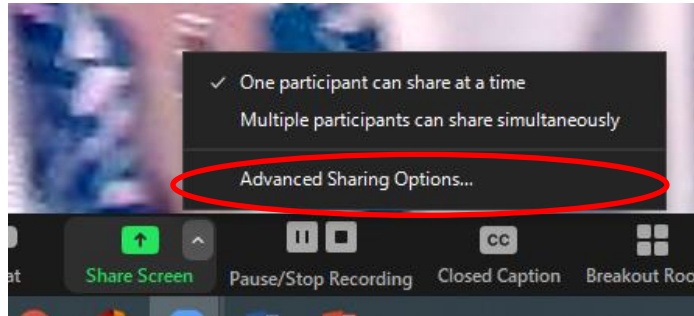 ✓ One participant can share at a time
Multiple participants can share simultaneously
Advanced Sharing Options...
at Share Screen Pause/Stop Recording CC Closed Caption Breakout Roo